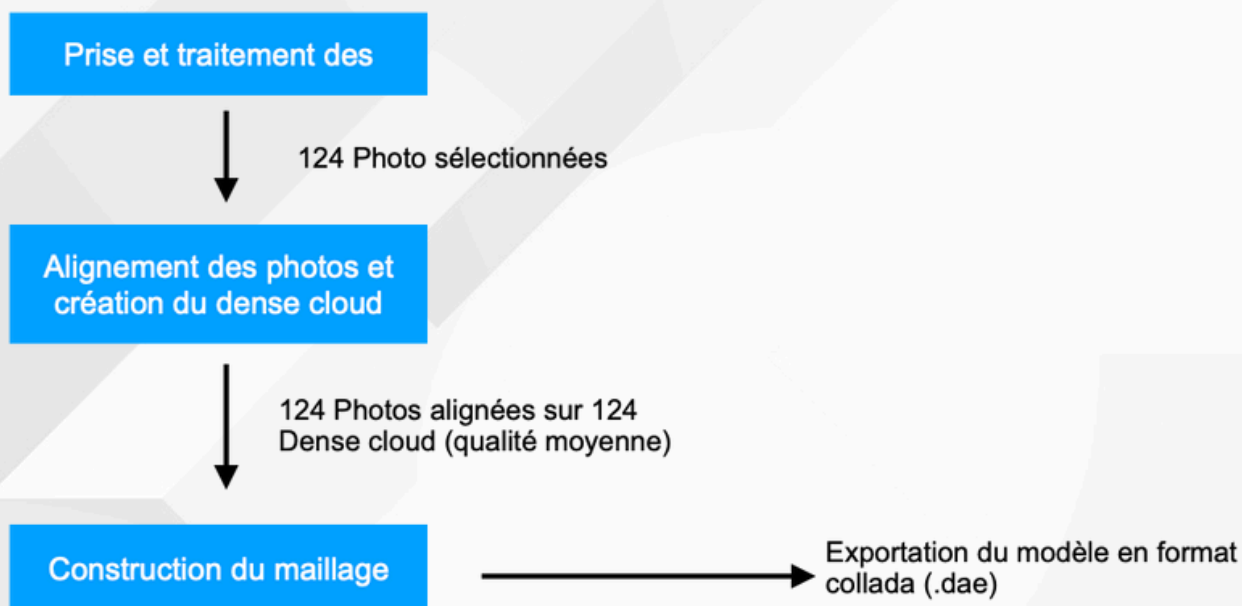 Prise et traitement des
124 Photo sélectionnées
Alignement des photos et
création du dense cloud
124 Photos alignées sur 124
Dense cloud (qualité moyenne)
Construction du maillage
Exportation du modèle en format
collada (.dae)